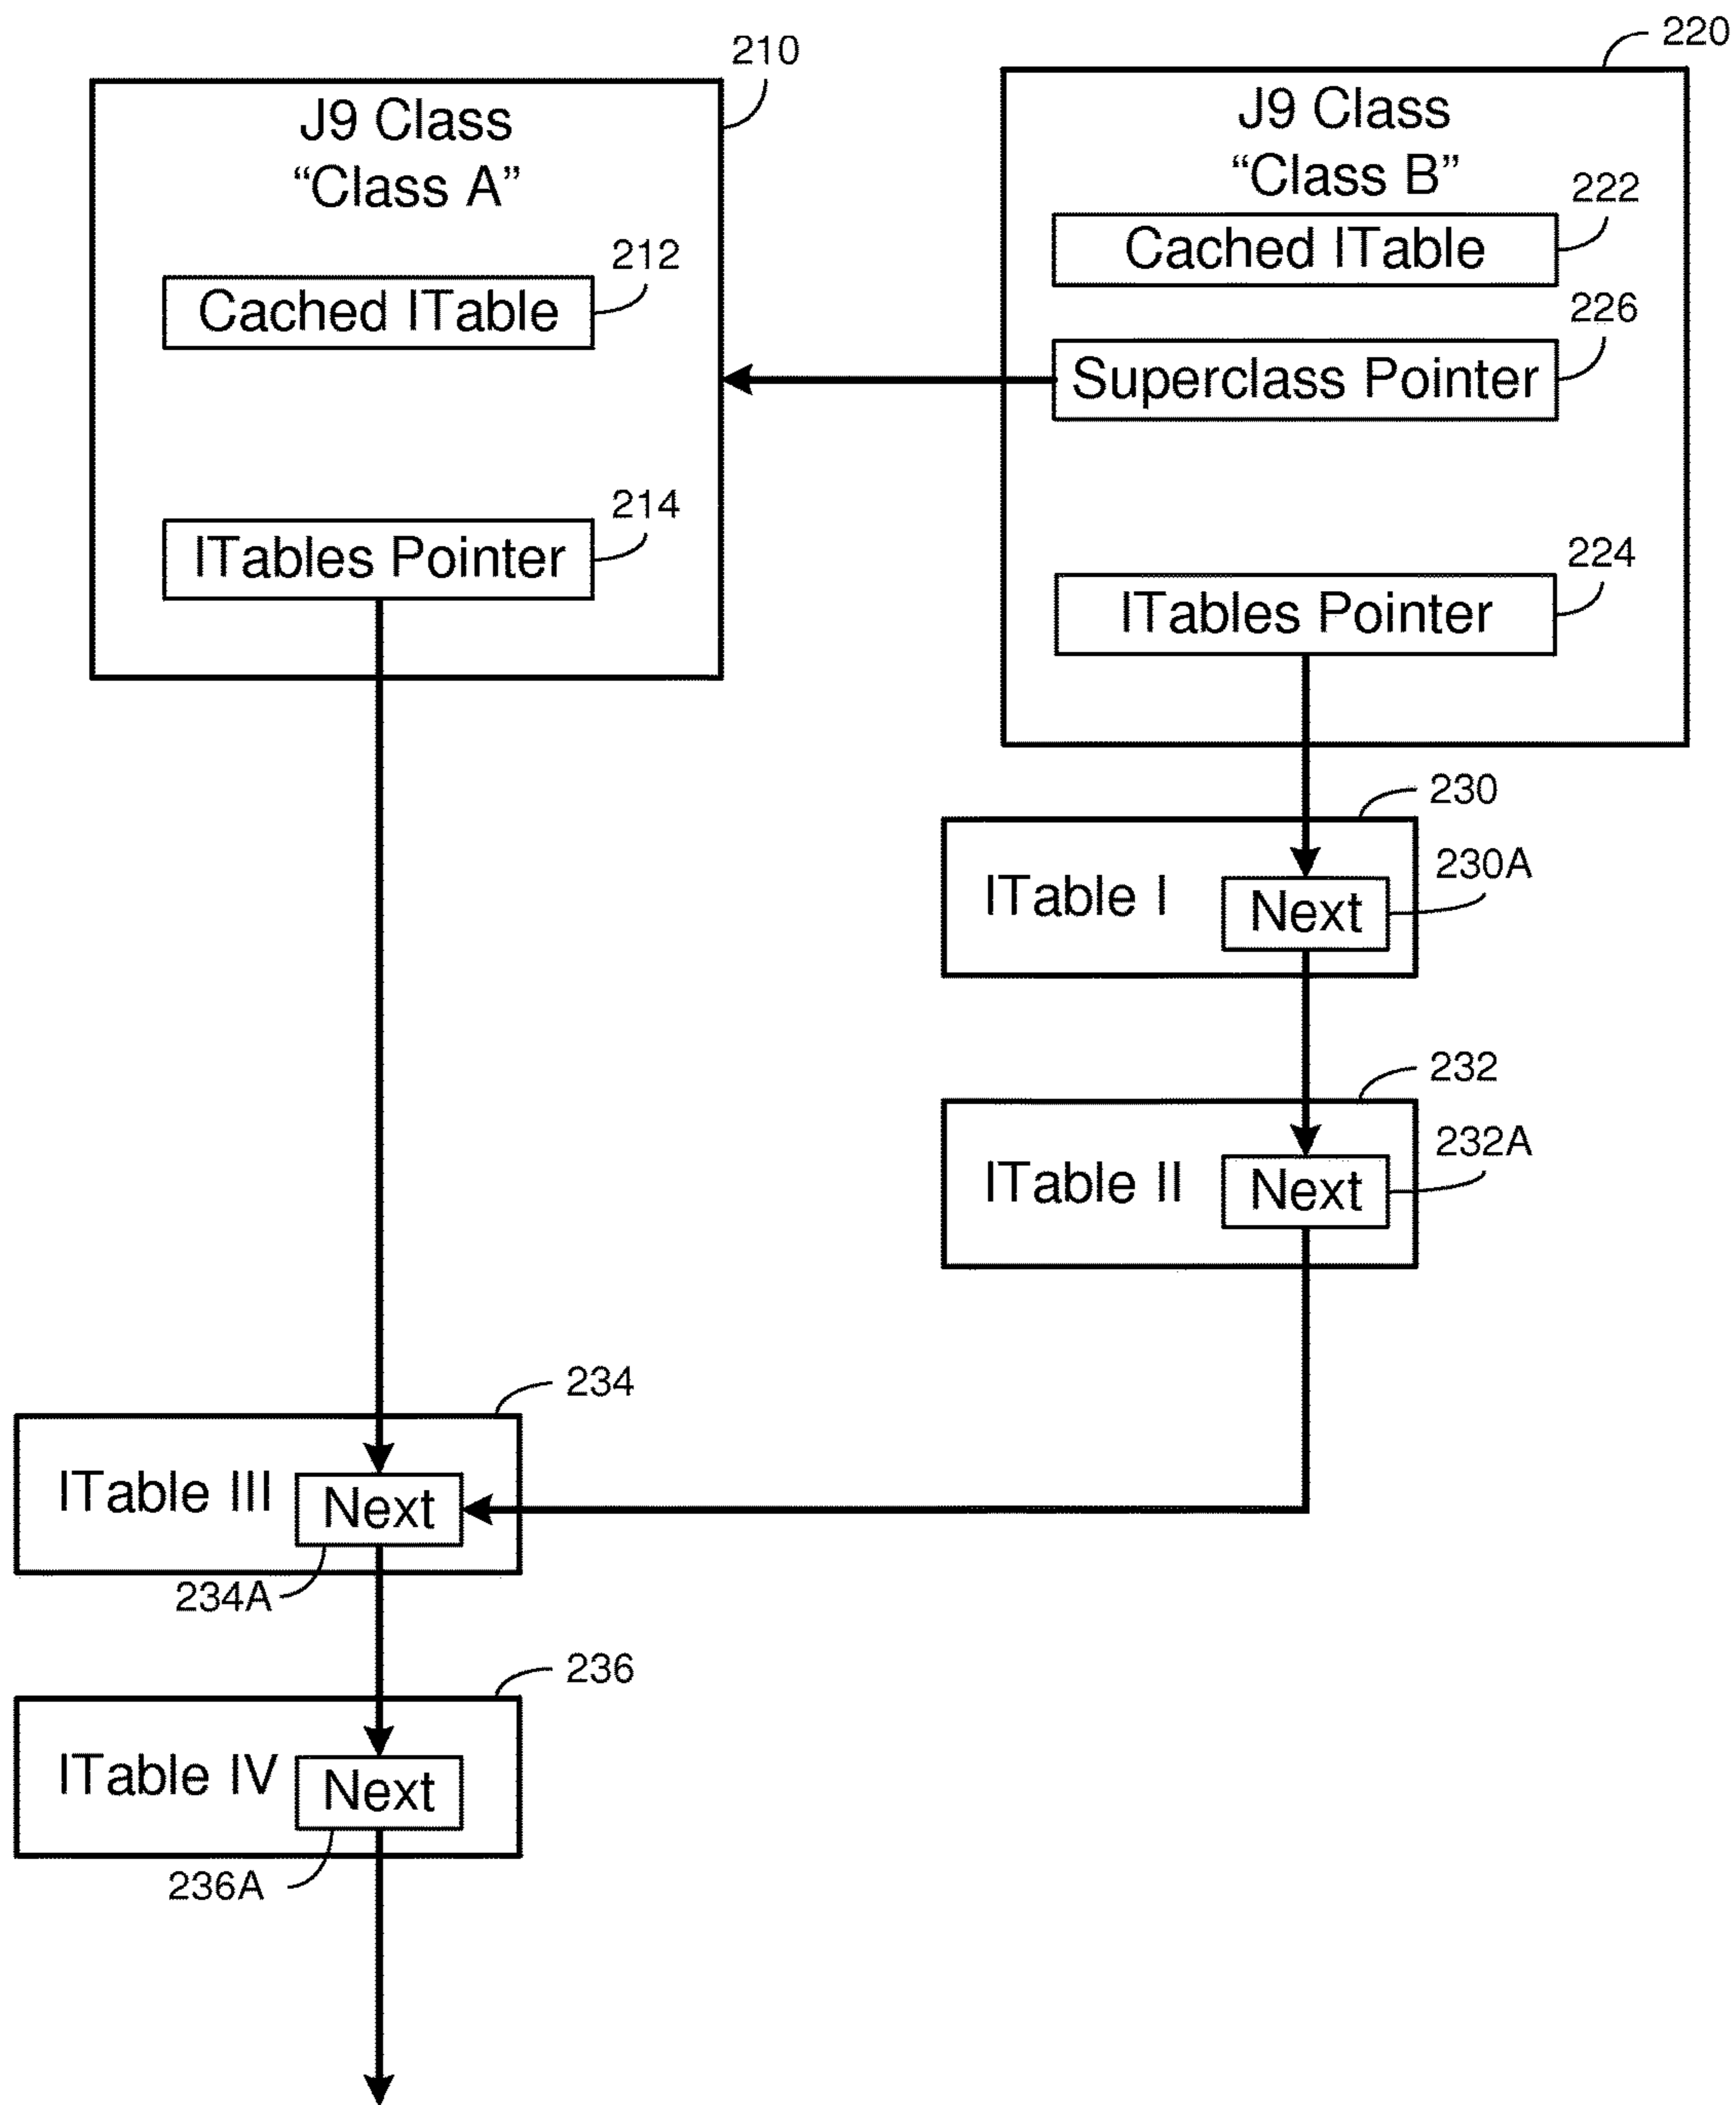 210
J9 Class
“Class A”
212
Cached ITable
214
ITables Pointer
220
J9 Class
“Class B”
222
Cached ITable
226
Superclass Pointer
224
ITables Pointer
230
ITable I
230A
Next
232
ITable II
232A
Next
234
ITable III
Next
234A
236
ITable IV
Next
236A